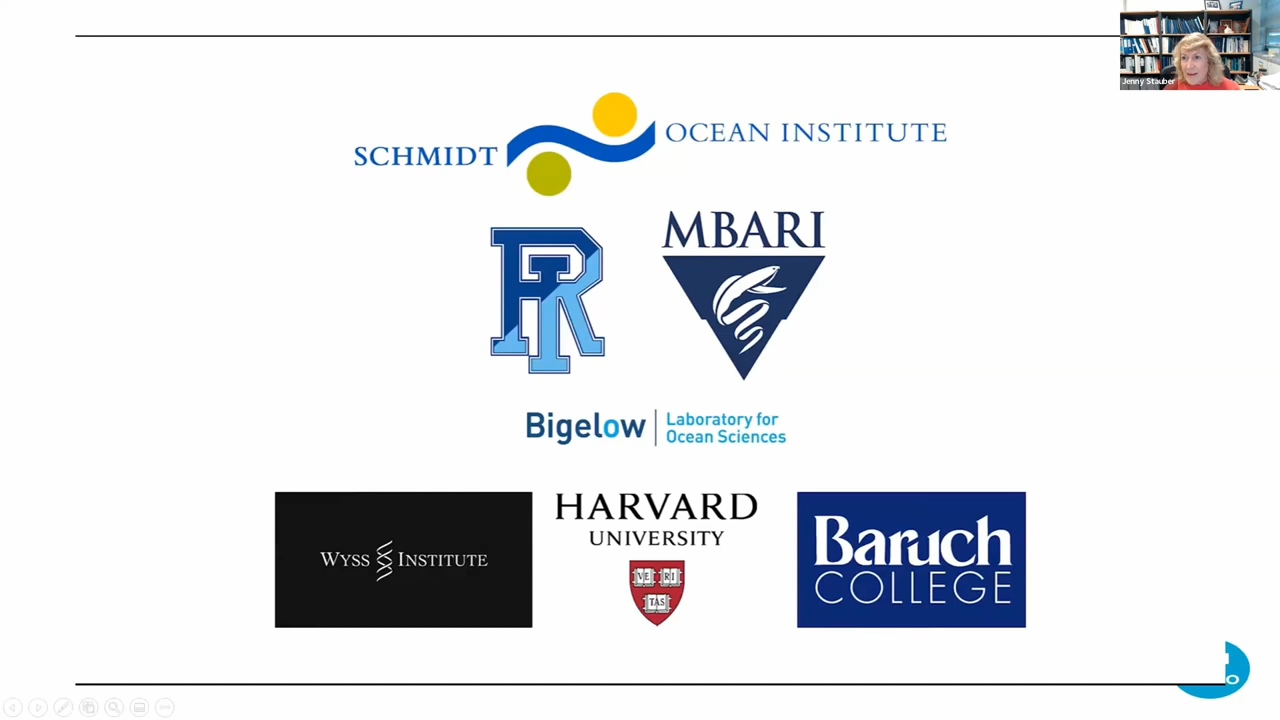 Jenny Stauber
SCHMIDT
OCEAN INSTITUTE
RI
MBARI
Bigelow
Laboratory for
Ocean Sciences
WYSS INSTITUTE
HARVARD
UNIVERSITY
VE RI
TAS
Baruch
COLLEGE